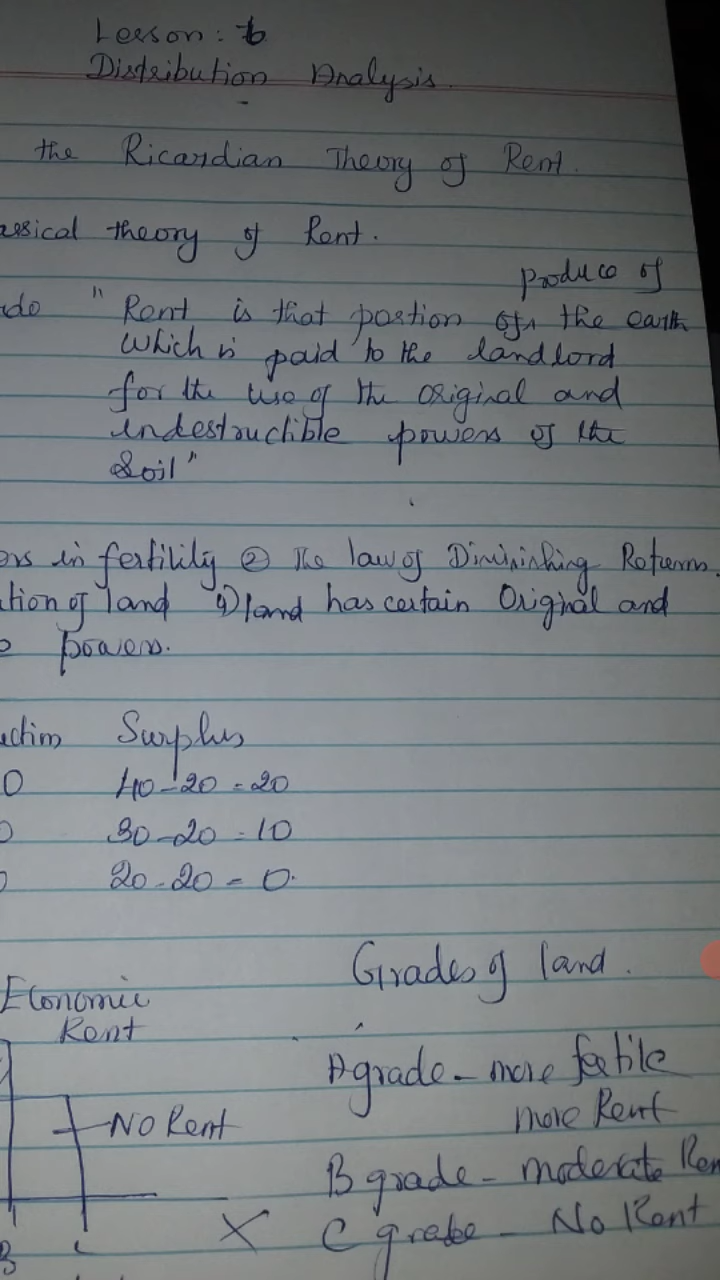 Lesson: 6
Distribution Analysis.
the Ricardian Theory of Rent.
assical theory of Rent.
produce of
do " Rent is that portion of ^ the earth
which is paid to the landlord
for the use of the original and
indestructible powers of the
Soil"
ers in fertility ② The law of Diminishing Returns.
tion of land 4) land has certain Original and
e powers.
uction Surplus
0 40-20 = 20
0 30-20 = 10
0 20-20 = 0.
Grades of land.
Economic
Rent
A grade - more fertile
more Rent
No Rent
B grade - moderate Ren
X C grade - No Rent
B C